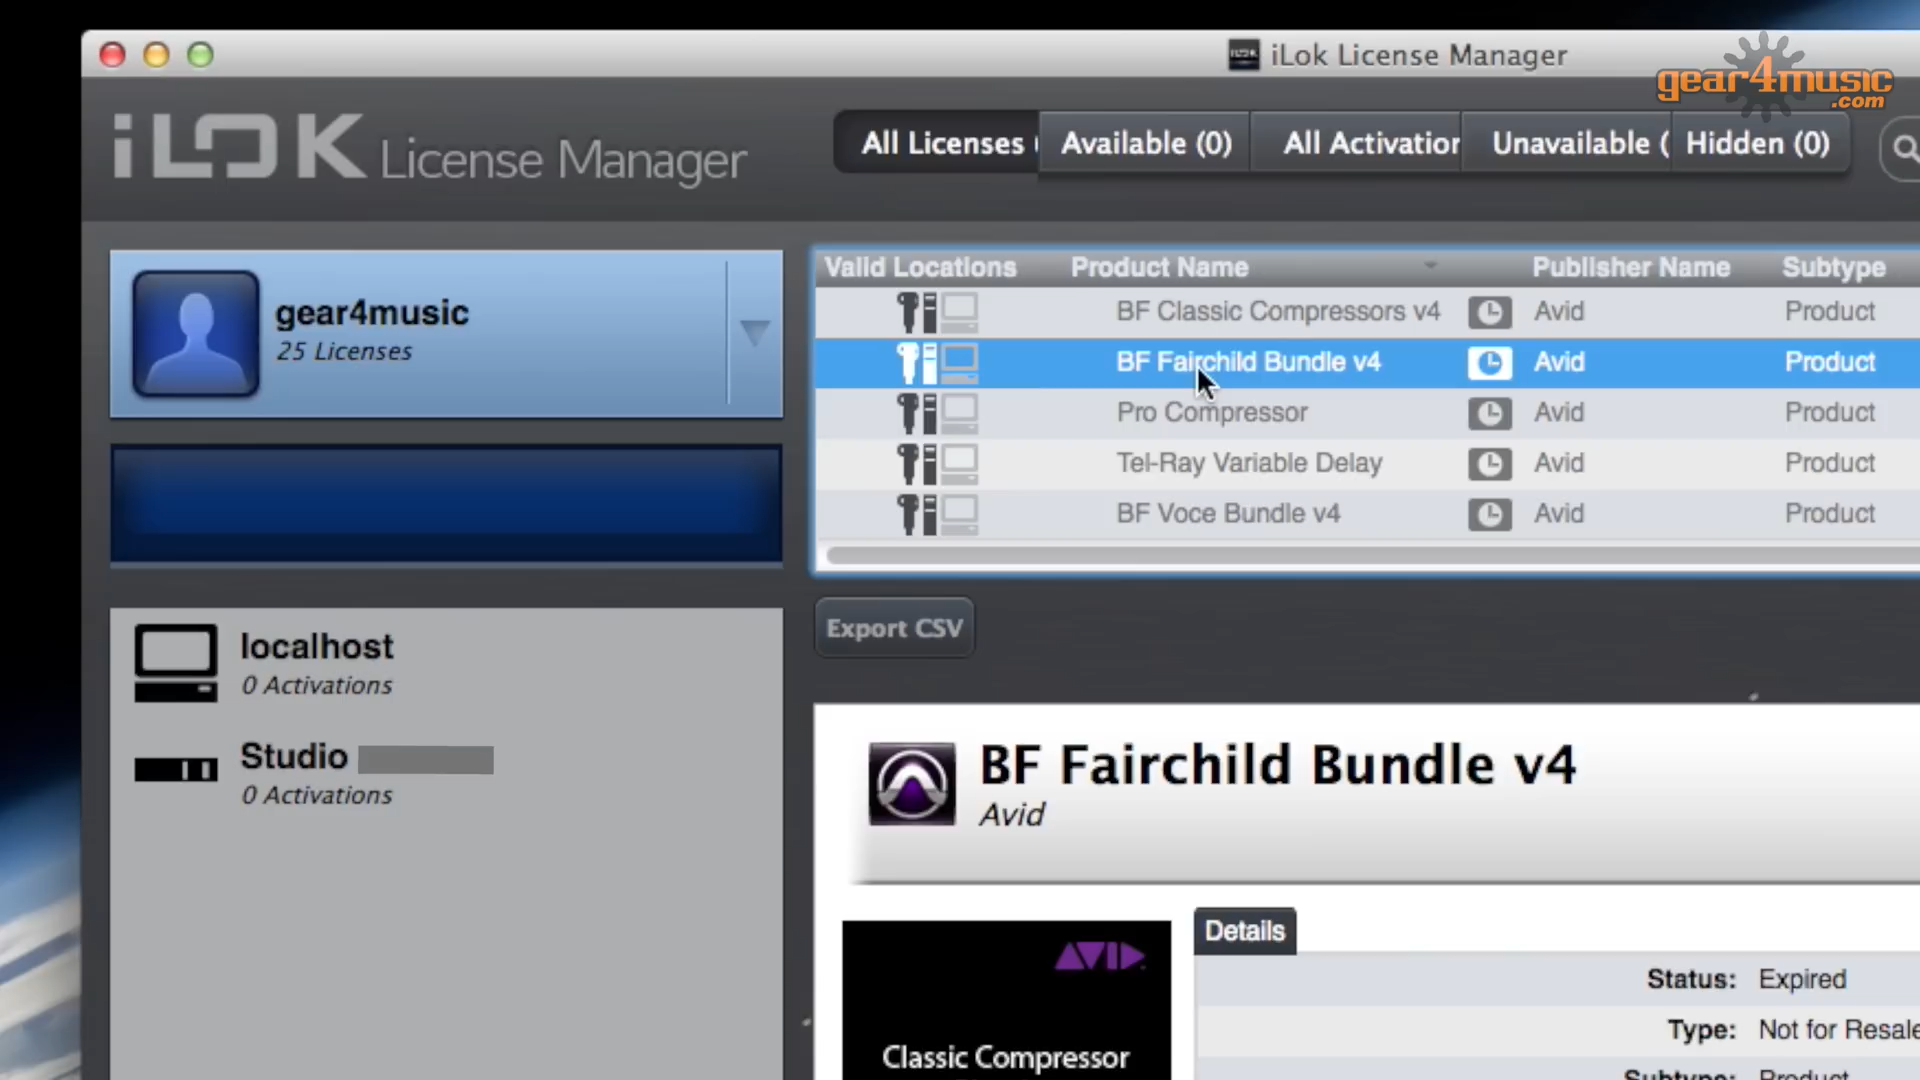 iLok License Manager
gear4music
.com
iLOK License Manager
All Licenses (
Available (0)
All Activation
Unavailable (
Hidden (0)
gear4music
25 Licenses
Valid Locations Product Name Publisher Name Subtype
BF Classic Compressors v4 Avid Product
BF Fairchild Bundle v4 Avid Product
Pro Compressor Avid Product
Tel-Ray Variable Delay Avid Product
BF Voce Bundle v4 Avid Product
Export CSV
localhost
0 Activations
Studio
0 Activations
BF Fairchild Bundle v4
Avid
AVID
Classic Compressor
Details
Status: Expired
Type: Not for Resale
Subtype: Product